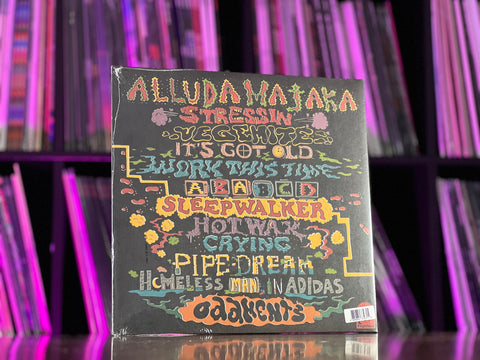 ALLUDA MAJAKA
STRESSIN
VEGEMITE
IT'S GOT OLD
WORK THIS TIME
ABABCD
SLEEPWALKER
HOT WAX
CRYING
PIPE-DREAM
HOMELESS MAN IN ADIDAS
ODDMENTS